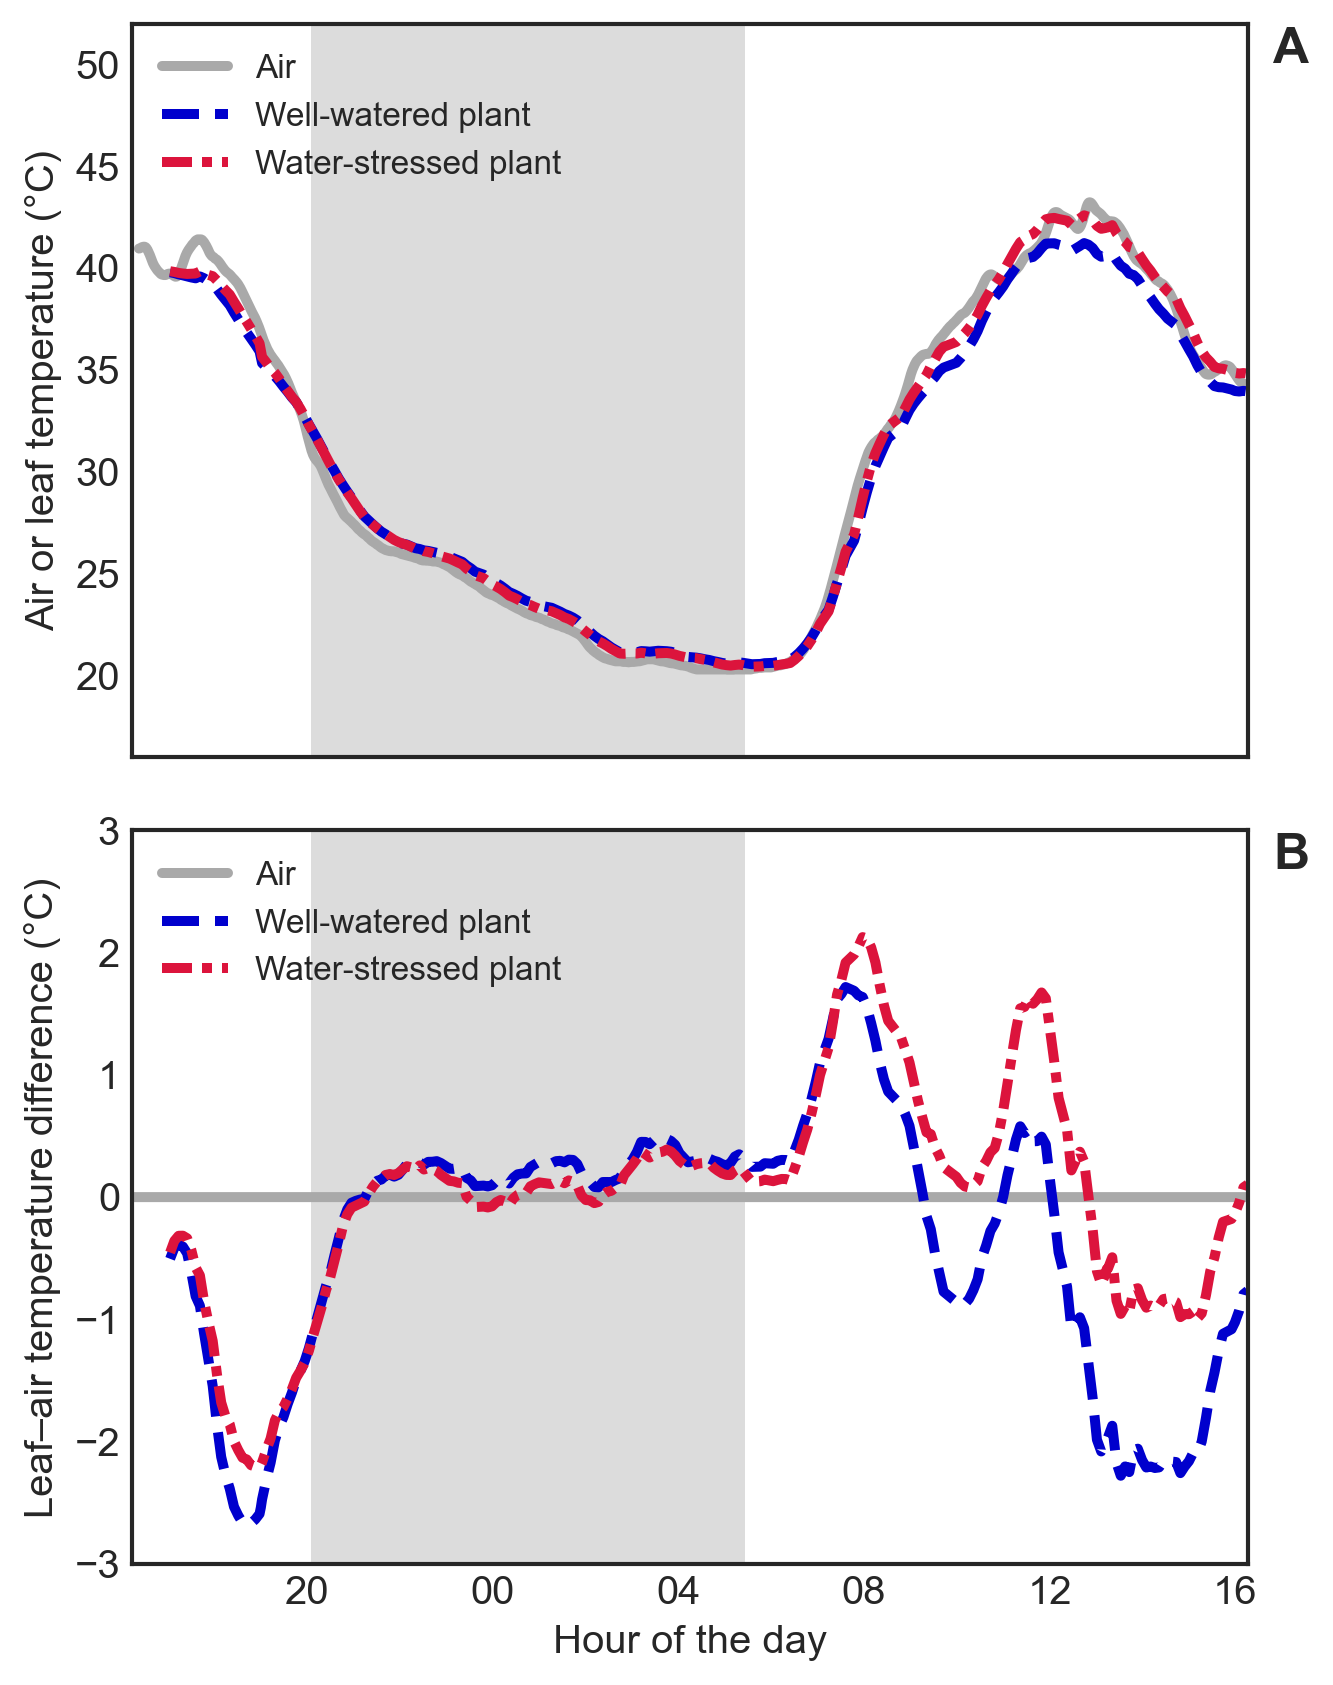 A
50
45
40
35
30
25
20
Air or leaf temperature (°C)
Air
Well-watered plant
Water-stressed plant
B
3
2
1
0
−1
−2
−3
Leaf–air temperature difference (°C)
Air
Well-watered plant
Water-stressed plant
20 00 04 08 12 16
Hour of the day